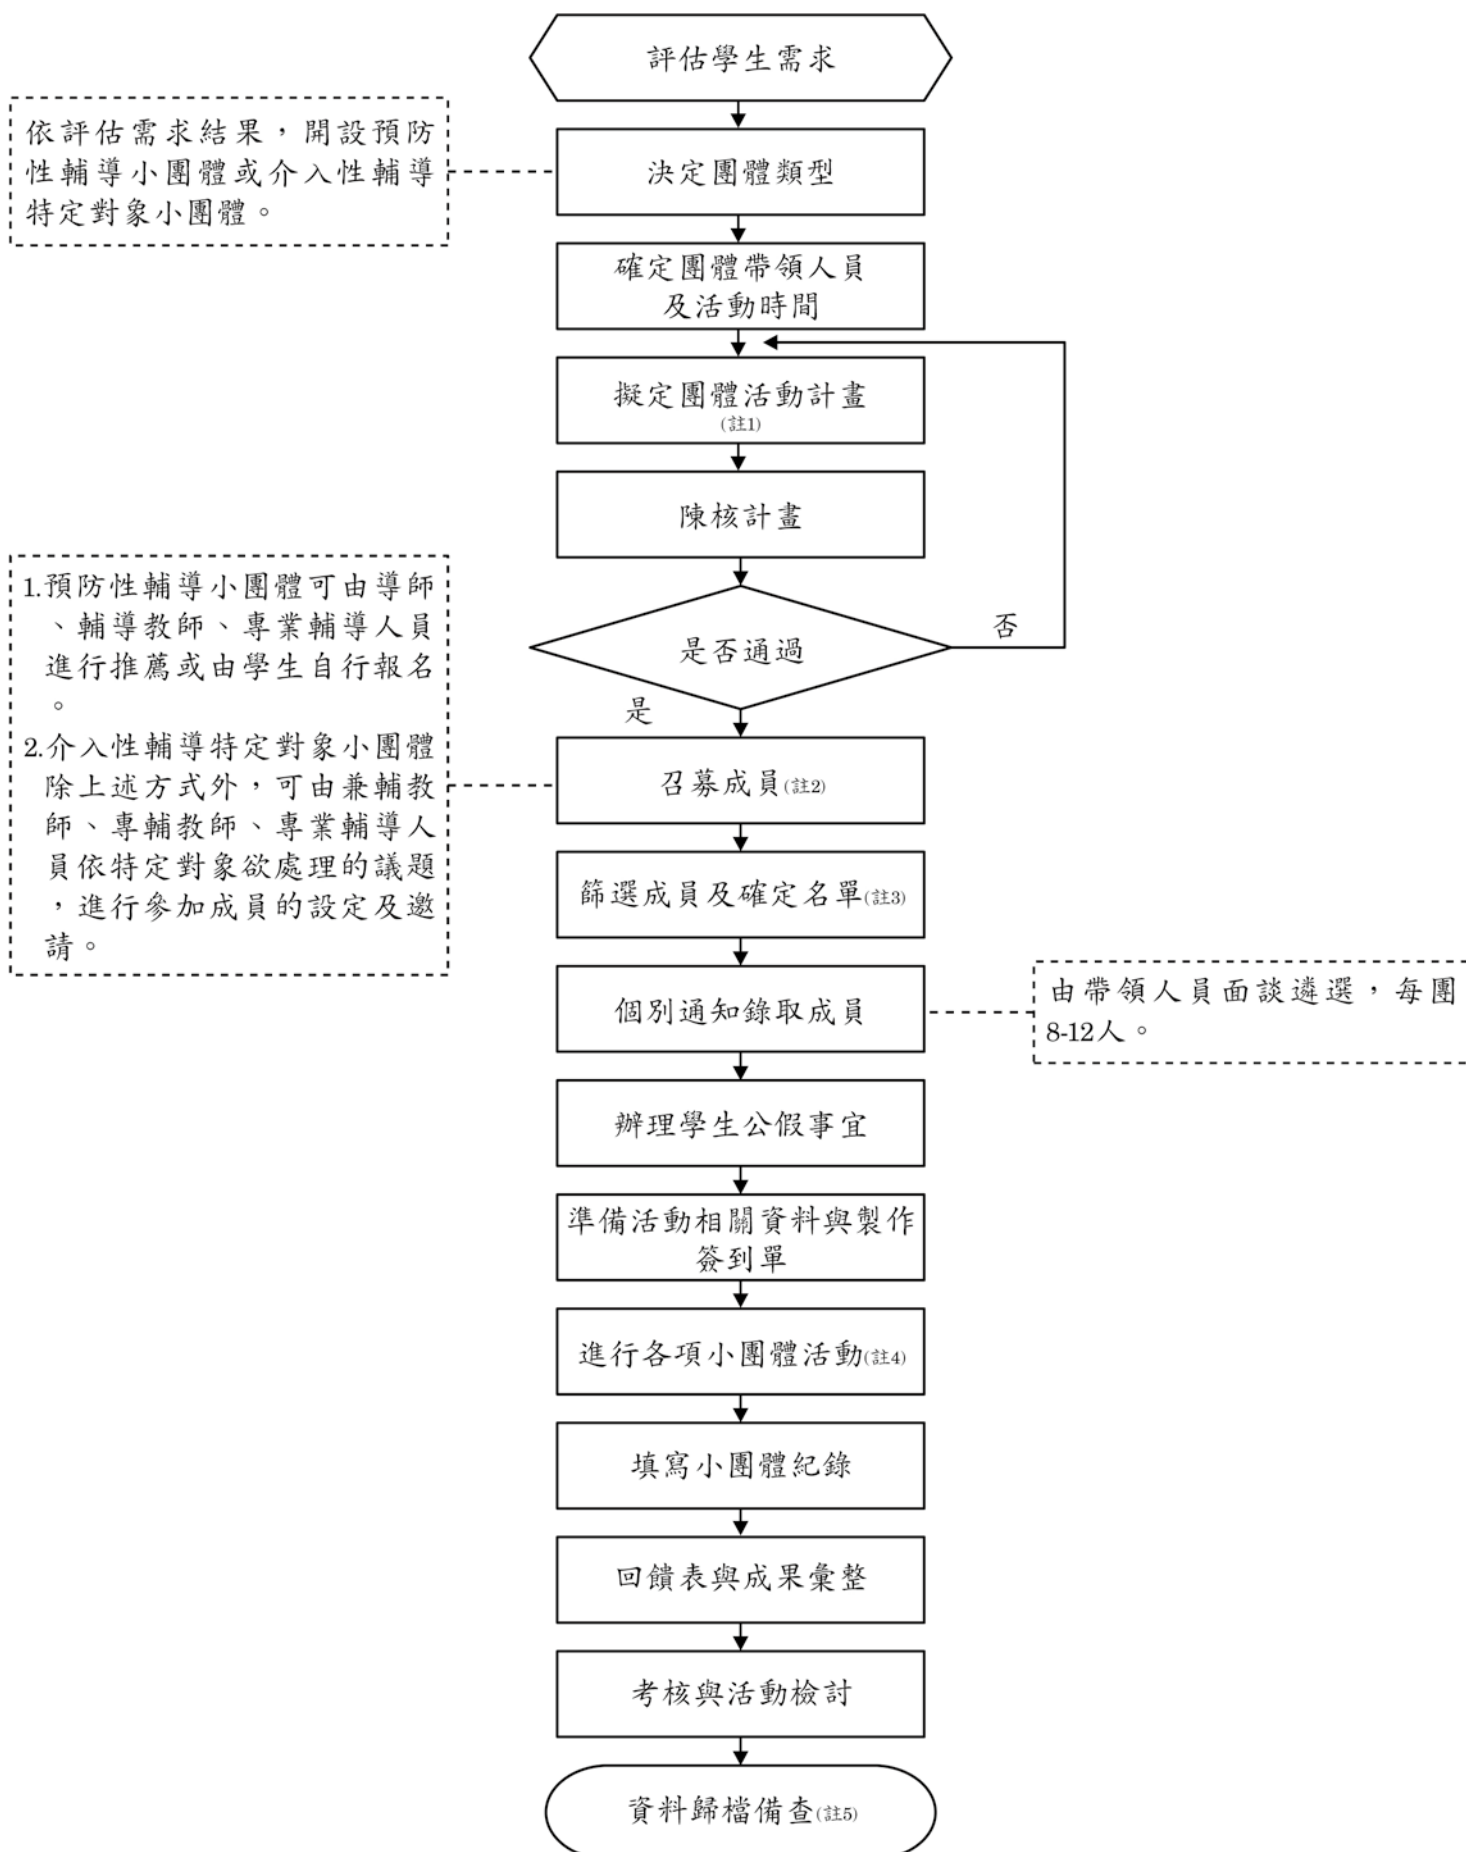 評估學生需求
依評估需求結果，開設預防
性輔導小團體或介入性輔導
特定對象小團體。
決定團體類型
確定團體帶領人員
及活動時間
擬定團體活動計畫
(註1)
陳核計畫
是否通過
否
是
1.預防性輔導小團體可由導師
、輔導教師、專業輔導人員
進行推薦或由學生自行報名
。
2.介入性輔導特定對象小團體
除上述方式外，可由兼輔教
師、專輔教師、專業輔導人
員依特定對象欲處理的議題
，進行參加成員的設定及邀
請。
召募成員(註2)
篩選成員及確定名單(註3)
個別通知錄取成員
由帶領人員面談遴選，每團
8-12人。
辦理學生公假事宜
準備活動相關資料與製作
簽到單
進行各項小團體活動(註4)
填寫小團體紀錄
回饋表與成果彙整
考核與活動檢討
資料歸檔備查(註5)